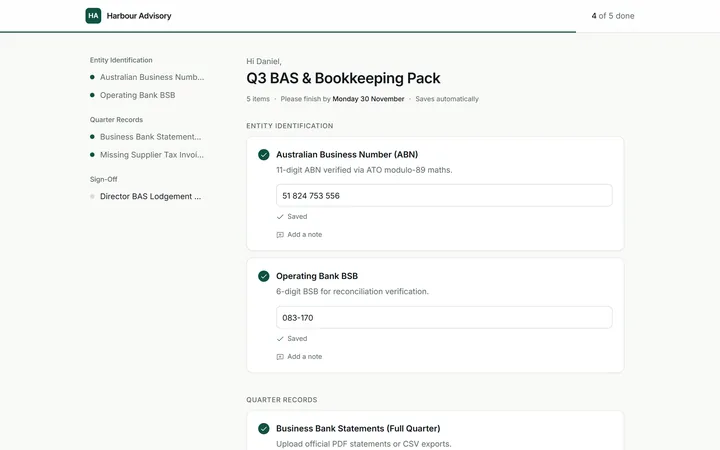 HA Harbour Advisory
4 of 5 done
Entity Identification
Australian Business Numb...
Operating Bank BSB
Quarter Records
Business Bank Statement...
Missing Supplier Tax Invoi...
Sign-Off
Director BAS Lodgement ...
Hi Daniel,
Q3 BAS & Bookkeeping Pack
5 items · Please finish by Monday 30 November · Saves automatically
ENTITY IDENTIFICATION
Australian Business Number (ABN)
11-digit ABN verified via ATO modulo-89 maths.
51 824 753 556
Saved
Add a note
Operating Bank BSB
6-digit BSB for reconciliation verification.
083-170
Saved
Add a note
QUARTER RECORDS
Business Bank Statements (Full Quarter)
Upload official PDF statements or CSV exports.